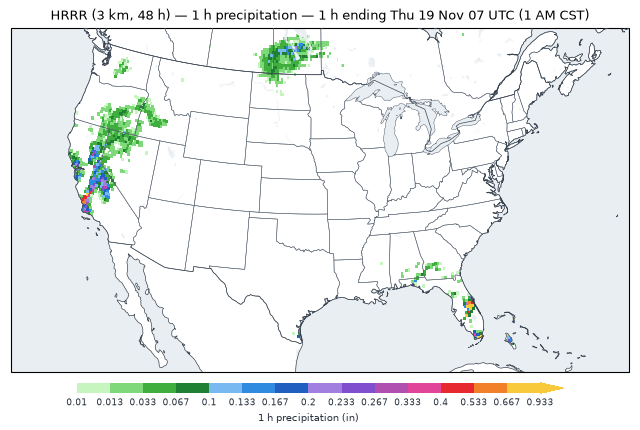 HRRR (3 km, 48 h) — 1 h precipitation — 1 h ending Thu 19 Nov 07 UTC (1 AM CST)
0.01 0.013 0.033 0.067 0.1 0.133 0.167 0.2 0.233 0.267 0.333 0.4 0.533 0.667 0.933
1 h precipitation (in)